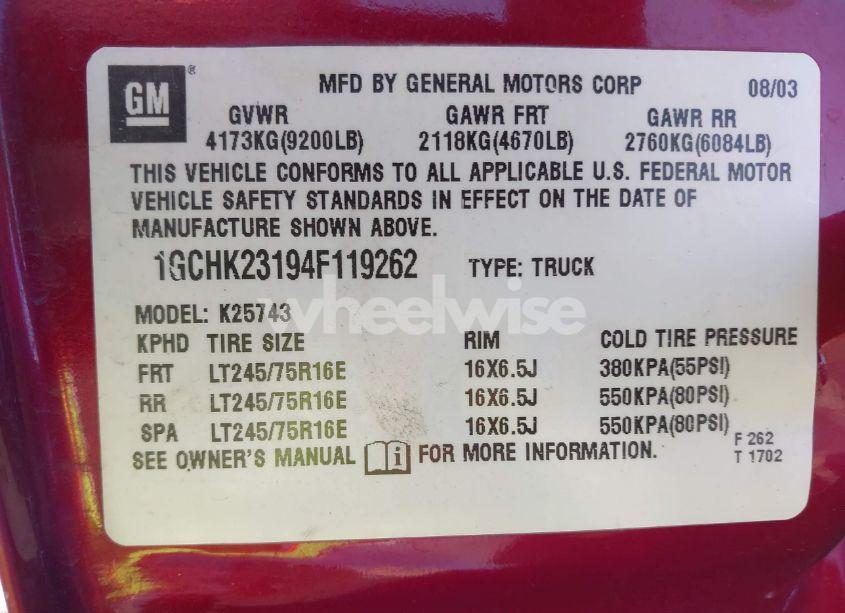 GM ®
MFD BY GENERAL MOTORS CORP 08/03
GVWR GAWR FRT GAWR RR
4173KG(9200LB) 2118KG(4670LB) 2760KG(6084LB)
THIS VEHICLE CONFORMS TO ALL APPLICABLE U.S. FEDERAL MOTOR
VEHICLE SAFETY STANDARDS IN EFFECT ON THE DATE OF
MANUFACTURE SHOWN ABOVE.
1GCHK23194F119262 TYPE: TRUCK
wheelwise
MODEL: K25743
KPHD TIRE SIZE RIM COLD TIRE PRESSURE
FRT LT245/75R16E 16X6.5J 380KPA(55PSI)
RR LT245/75R16E 16X6.5J 550KPA(80PSI)
SPA LT245/75R16E 16X6.5J 550KPA(80PSI)
SEE OWNER'S MANUAL i FOR MORE INFORMATION.
F 262
T 1702